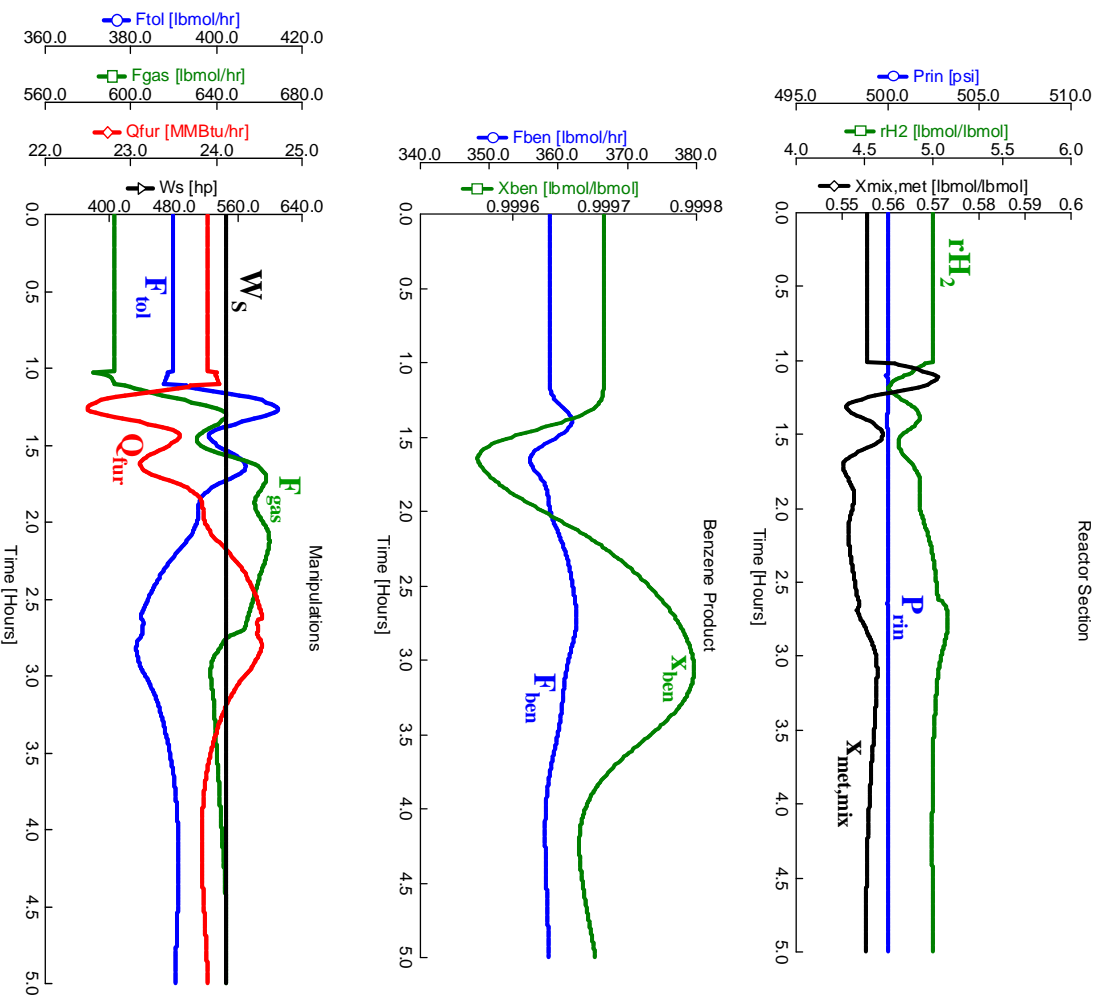 Ftol [lbmol/hr]
360.0 380.0 400.0 420.0
Fgas [lbmol/hr]
560.0 600.0 640.0 680.0
Qfur [MMBtu/hr]
22.0 23.0 24.0 25.0
Ws [hp]
400.0 480.0 560.0 640.0
0.0 0.5 1.0 1.5 2.0 2.5 3.0 3.5 4.0 4.5 5.0
Time [Hours]
Manipulations
Ws
Ftol
Qfur
Fgas
Fben [lbmol/hr]
340.0 350.0 360.0 370.0 380.0
Xben [lbmol/lbmol]
0.9996 0.9997 0.9998
0.0 0.5 1.0 1.5 2.0 2.5 3.0 3.5 4.0 4.5 5.0
Time [Hours]
Benzene Product
xben
Fben
Prin [psi]
495.0 500.0 505.0 510.0
rH2 [lbmol/lbmol]
4.0 4.5 5.0 5.5 6.0
Xmix,met [lbmol/lbmol]
0.55 0.56 0.57 0.58 0.59 0.6
0.0 0.5 1.0 1.5 2.0 2.5 3.0 3.5 4.0 4.5 5.0
Time [Hours]
Reactor Section
rH2
Prin
xmet,mix